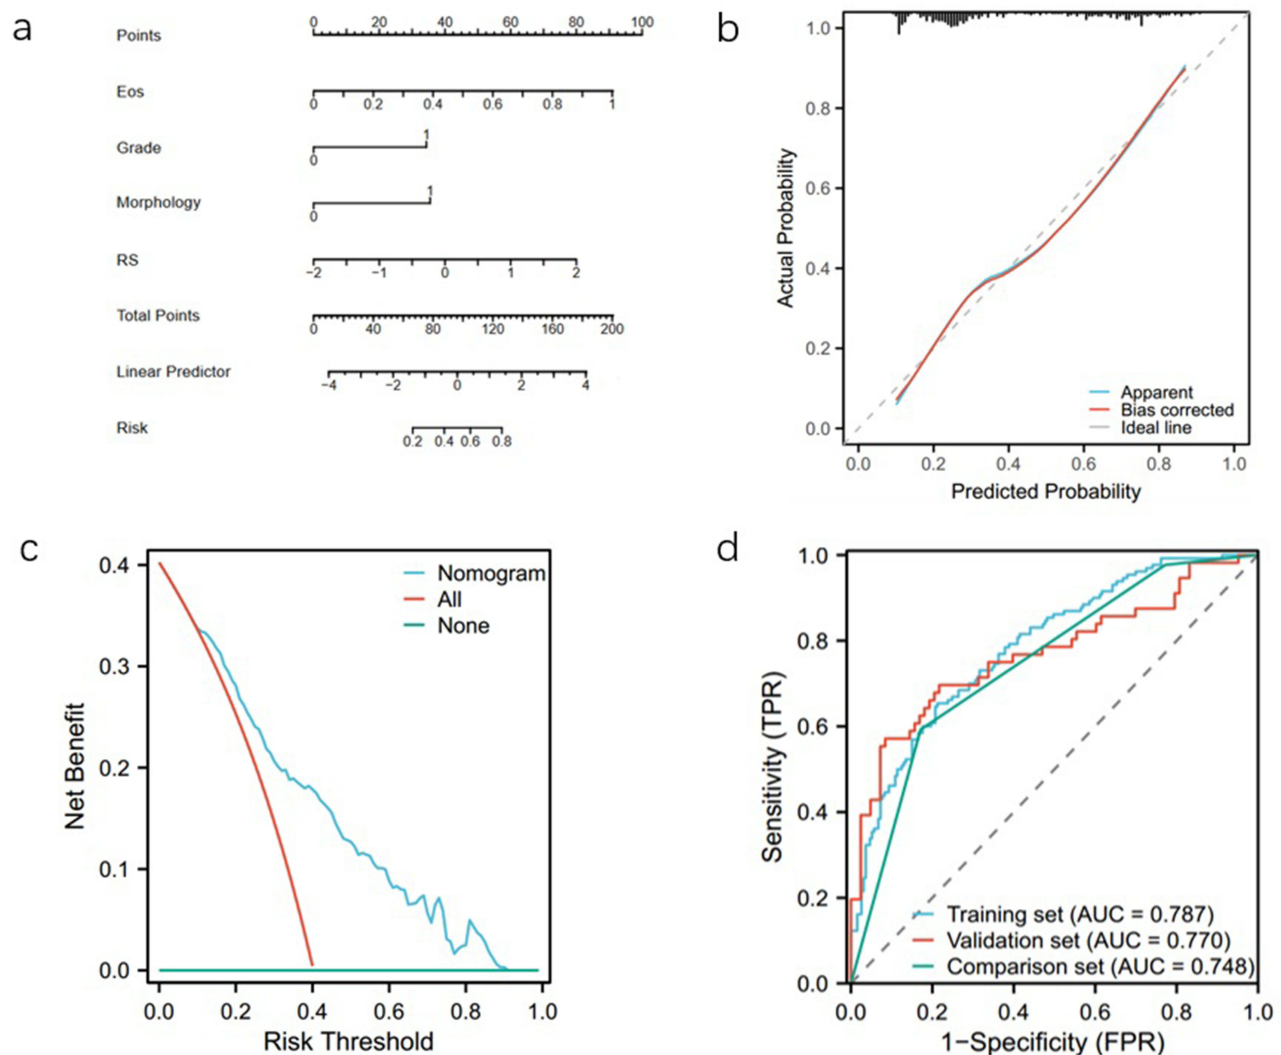 a
Points
0 20 40 60 80 100
Eos
0 0.2 0.4 0.6 0.8 1
Grade
0 1
Morphology
0 1
RS
−2 −1 0 1 2
Total Points
0 40 80 120 160 200
Linear Predictor
−4 −2 0 2 4
Risk
0.2 0.4 0.6 0.8
b
Actual Probability
1.0
0.8
0.6
0.4
0.2
0.0
Apparent
Bias corrected
Ideal line
0.0 0.2 0.4 0.6 0.8 1.0
Predicted Probability
c
Net Benefit
0.4
0.3
0.2
0.1
0.0
Nomogram
All
None
0.0 0.2 0.4 0.6 0.8 1.0
Risk Threshold
d
Sensitivity (TPR)
1.0
0.8
0.6
0.4
0.2
0.0
Training set (AUC = 0.787)
Validation set (AUC = 0.770)
Comparison set (AUC = 0.748)
0.0 0.2 0.4 0.6 0.8 1.0
1−Specificity (FPR)